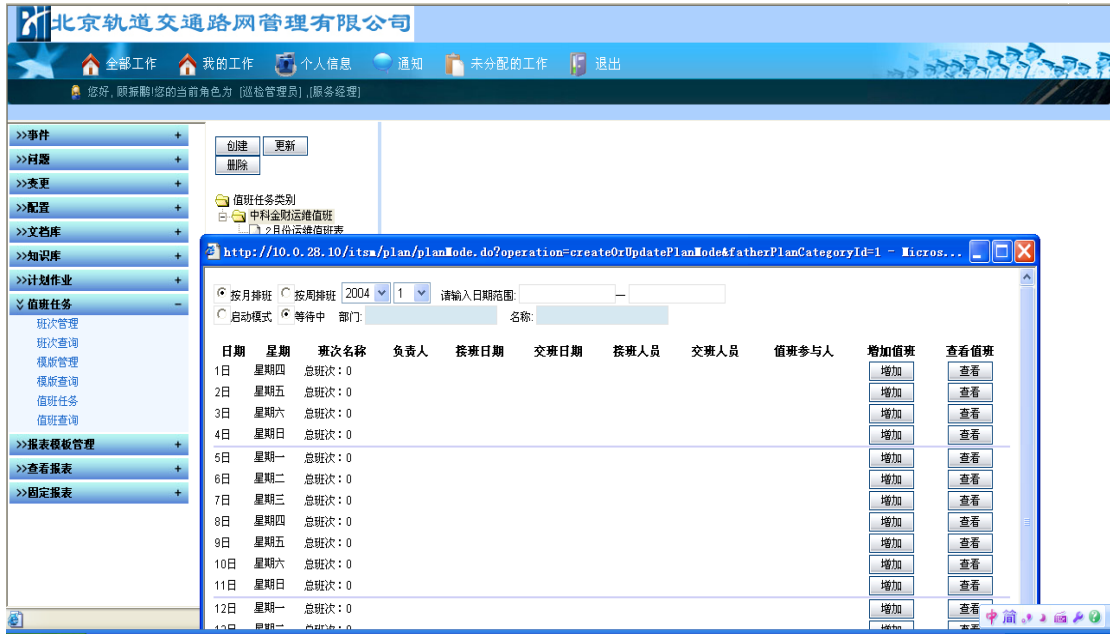 北京轨道交通路网管理有限公司
全部工作 我的工作 个人信息 通知 未分配的工作 退出
您好,顾振鹏!您的当前角色为 [巡检管理员],[服务经理]
>>事件 +
>>问题 +
>>变更 +
>>配置 +
>>文档库 +
>>知识库 +
>>计划作业 +
值班任务 −
班次管理
班次查询
模版管理
模版查询
值班任务
值班查询
>>报表模板管理 +
>>查看报表 +
>>固定报表 +
创建 更新
删除
值班任务类别
中科金财运维值班
2月份运维值班表
http://10.0.28.10/itsm/plan/planMode.do?operation=createOrUpdatePlanMode&fatherPlanCategoryId=1 - Micros...
按月排班 按周排班 2004 1 请输入日期范围: —
启动模式 等待中 部门: 名称:
日期 星期 班次名称 负责人 接班日期 交班日期 接班人员 交班人员 值班参与人 增加值班 查看值班
1日 星期四 总班次:0 增加 查看
2日 星期五 总班次:0 增加 查看
3日 星期六 总班次:0 增加 查看
4日 星期日 总班次:0 增加 查看
5日 星期一 总班次:0 增加 查看
6日 星期二 总班次:0 增加 查看
7日 星期三 总班次:0 增加 查看
8日 星期四 总班次:0 增加 查看
9日 星期五 总班次:0 增加 查看
10日 星期六 总班次:0 增加 查看
11日 星期日 总班次:0 增加 查看
12日 星期一 总班次:0 增加 查看
中 简